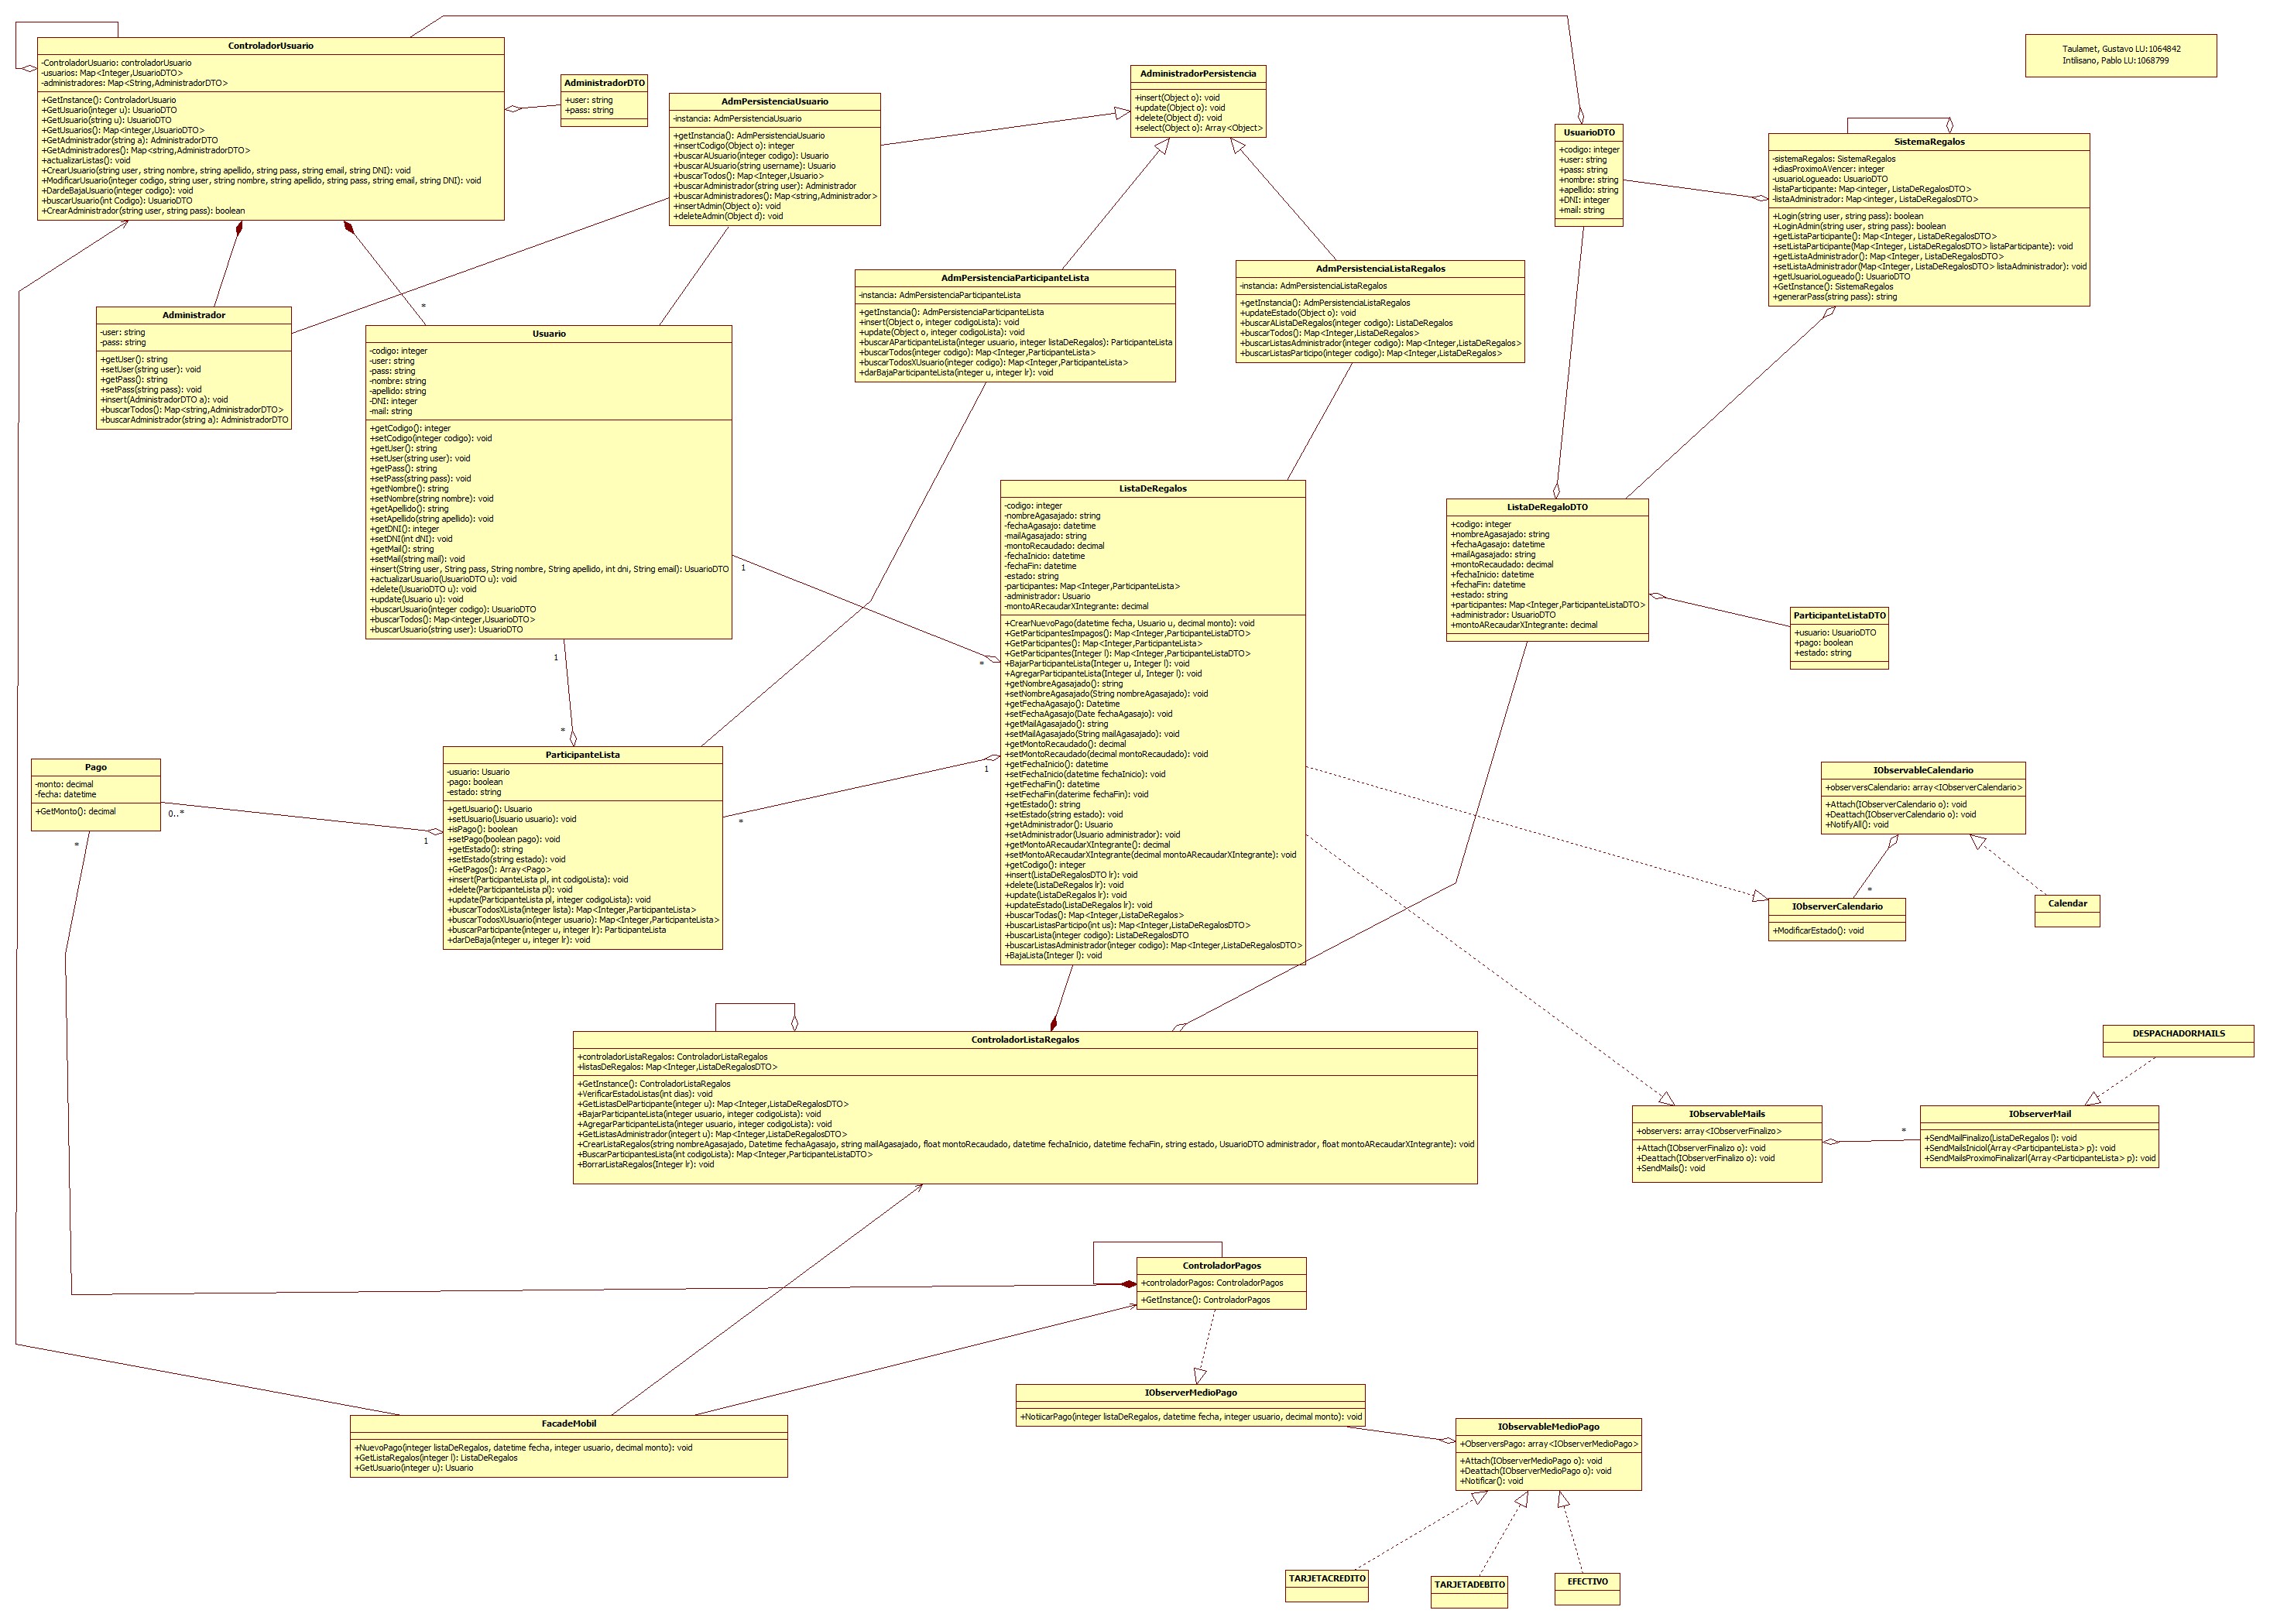 ControladorUsuario
-ControladorUsuario: controladorUsuario
-usuarios: Map<Integer,UsuarioDTO>
-administradores: Map<String,AdministradorDTO>
+GetInstance(): ControladorUsuario
+GetUsuario(integer u): UsuarioDTO
+GetUsuario(string u): UsuarioDTO
+GetUsuarios(): Map<integer,UsuarioDTO>
+GetAdministrador(string a): AdministradorDTO
+GetAdministradores(): Map<string,AdministradorDTO>
+actualizarListas(): void
+CrearUsuario(string user, string nombre, string apellido, string pass, string email, string DNI): void
+ModificarUsuario(integer codigo, string user, string nombre, string apellido, string pass, string email, string DNI): void
+DardeBajaUsuario(integer codigo): void
+buscarUsuario(int Codigo): UsuarioDTO
+CrearAdministrador(string user, string pass): boolean
AdministradorDTO
+user: string
+pass: string
AdmPersistenciaUsuario
-instancia: AdmPersistenciaUsuario
+getInstancia(): AdmPersistenciaUsuario
+insertCodigo(Object o): integer
+buscarAUsuario(integer codigo): Usuario
+buscarAUsuario(string username): Usuario
+buscarTodos(): Map<integer,Usuario>
+buscarAdministrador(string user): Administrador
+buscarAdministradores(): Map<string,Administrador>
+insertAdmin(Object o): void
+deleteAdmin(Object d): void
AdministradorPersistencia
+insert(Object o): void
+update(Object o): void
+delete(Object d): void
+select(Object o): Array<Object>
UsuarioDTO
+codigo: integer
+user: string
+pass: string
+nombre: string
+apellido: string
+DNI: integer
+mail: string
Taulamet, Gustavo LU:1064842
Intilisano, Pablo LU:1068799
SistemaRegalos
-sistemaRegalos: SistemaRegalos
+diasProximoAVencer: integer
-usuarioLogueado: UsuarioDTO
-listaParticipante: Map<integer, ListaDeRegalosDTO>
-listaAdministrador: Map<integer, ListaDeRegalosDTO>
+Login(string user, string pass): boolean
+LoginAdmin(string user, string pass): boolean
+getListaParticipante(): Map<Integer, ListaDeRegalosDTO>
+setListaParticipante(Map<Integer, ListaDeRegalosDTO> listaParticipante): void
+getListaAdministrador(): Map<Integer, ListaDeRegalosDTO>
+setListaAdministrador(Map<Integer, ListaDeRegalosDTO> listaAdministrador): void
+getUsuarioLogueado(): UsuarioDTO
+GetInstance(): SistemaRegalos
+generarPass(string pass): string
AdmPersistenciaParticipanteLista
-instancia: AdmPersistenciaParticipanteLista
+getInstancia(): AdmPersistenciaParticipanteLista
+insert(Object o, integer codigoLista): void
+update(Object o, integer codigoLista): void
+buscarAParticipanteLista(integer usuario, integer listaDeRegalos): ParticipanteLista
+buscarTodos(integer codigo): Map<Integer,ParticipanteLista>
+buscarTodosXUsuario(integer codigo): Map<Integer,ParticipanteLista>
+darBajaParticipanteLista(integer u, integer lr): void
AdmPersistenciaListaRegalos
-instancia: AdmPersistenciaListaRegalos
+getInstancia(): AdmPersistenciaListaRegalos
+updateEstado(Object o): void
+buscarAListaDeRegalos(integer codigo): ListaDeRegalos
+buscarTodos(): Map<Integer,ListaDeRegalos>
+buscarListasAdministrador(integer codigo): Map<Integer,ListaDeRegalos>
+buscarListasParticipo(integer codigo): Map<Integer,ListaDeRegalos>
Administrador
-user: string
-pass: string
+getUser(): string
+setUser(string user): void
+getPass(): string
+setPass(string pass): void
+insert(AdministradorDTO a): void
+buscarTodos(): Map<string,AdministradorDTO>
+buscarAdministrador(string a): AdministradorDTO
*
Usuario
-codigo: integer
-user: string
-pass: string
-nombre: string
-apellido: string
-DNI: integer
-mail: string
+getCodigo(): integer
+setCodigo(integer codigo): void
+getUser(): string
+setUser(string user): void
+getPass(): string
+setPass(string pass): void
+getNombre(): string
+setNombre(string nombre): void
+getApellido(): string
+setApellido(string apellido): void
+getDNI(): integer
+setDNI(int dNI): void
+getMail(): string
+setMail(string mail): void
+insert(String user, String pass, String nombre, String apellido, int dni, String email): UsuarioDTO
+actualizarUsuario(UsuarioDTO u): void
+delete(UsuarioDTO u): void
+update(Usuario u): void
+buscarUsuario(integer codigo): UsuarioDTO
+buscarTodos(): Map<integer,UsuarioDTO>
+buscarUsuario(string user): UsuarioDTO
1
*
1
*
ListaDeRegalos
-codigo: integer
-nombreAgasajado: string
-fechaAgasajo: datetime
-mailAgasajado: string
-montoRecaudado: decimal
-fechaInicio: datetime
-fechaFin: datetime
-estado: string
-participantes: Map<Integer,ParticipanteLista>
-administrador: Usuario
-montoARecaudarXIntegrante: decimal
+CrearNuevoPago(datetime fecha, Usuario u, decimal monto): void
+GetParticipantesImpagos(): Map<Integer,ParticipanteListaDTO>
+GetParticipantes(): Map<Integer,ParticipanteLista>
+GetParticipantes(Integer l): Map<Integer,ParticipanteListaDTO>
+BajarParticipanteLista(Integer u, Integer l): void
+AgregarParticipanteLista(Integer ul, Integer l): void
+getNombreAgasajado(): string
+setNombreAgasajado(String nombreAgasajado): void
+getFechaAgasajo(): Datetime
+setFechaAgasajo(Date fechaAgasajo): void
+getMailAgasajado(): string
+setMailAgasajado(String mailAgasajado): void
+getMontoRecaudado(): decimal
+setMontoRecaudado(decimal montoRecaudado): void
+getFechaInicio(): datetime
+setFechaInicio(datetime fechaInicio): void
+getFechaFin(): datetime
+setFechaFin(daterime fechaFin): void
+getEstado(): string
+setEstado(string estado): void
+getAdministrador(): Usuario
+setAdministrador(Usuario administrador): void
+getMontoARecaudarXIntegrante(): decimal
+setMontoARecaudarXIntegrante(decimal montoARecaudarXIntegrante): void
+getCodigo(): integer
+insert(ListaDeRegalosDTO lr): void
+delete(ListaDeRegalos lr): void
+update(ListaDeRegalos lr): void
+updateEstado(ListaDeRegalos lr): void
+buscarTodas(): Map<Integer,ListaDeRegalos>
+buscarListasParticipo(int us): Map<Integer,ListaDeRegalosDTO>
+buscarLista(integer codigo): ListaDeRegalosDTO
+buscarListasAdministrador(integer codigo): Map<Integer,ListaDeRegalosDTO>
+BajaLista(Integer l): void
ListaDeRegaloDTO
+codigo: integer
+nombreAgasajado: string
+fechaAgasajo: datetime
+mailAgasajado: string
+montoRecaudado: decimal
+fechaInicio: datetime
+fechaFin: datetime
+estado: string
+participantes: Map<Integer,ParticipanteListaDTO>
+administrador: UsuarioDTO
+montoARecaudarXIntegrante: decimal
ParticipanteListaDTO
+usuario: UsuarioDTO
+pago: boolean
+estado: string
Pago
-monto: decimal
-fecha: datetime
+GetMonto(): decimal
0..*
*
1
ParticipanteLista
-usuario: Usuario
-pago: boolean
-estado: string
+getUsuario(): Usuario
+setUsuario(Usuario usuario): void
+isPago(): boolean
+setPago(boolean pago): void
+getEstado(): string
+setEstado(string estado): void
+GetPagos(): Array<Pago>
+insert(ParticipanteLista pl, int codigoLista): void
+delete(ParticipanteLista pl): void
+update(ParticipanteLista pl, integer codigoLista): void
+buscarTodosXLista(integer lista): Map<Integer,ParticipanteLista>
+buscarTodosXUsuario(integer usuario): Map<Integer,ParticipanteLista>
+buscarParticipante(integer u, integer lr): ParticipanteLista
+darDeBaja(integer u, integer lr): void
*
1
IObservableCalendario
+observersCalendario: array<IObserverCalendario>
+Attach(IObserverCalendario o): void
+Deattach(IObserverCalendario o): void
+NotifyAll(): void
*
IObserverCalendario
+ModificarEstado(): void
Calendar
ControladorListaRegalos
+controladorListaRegalos: ControladorListaRegalos
+listasDeRegalos: Map<Integer,ListaDeRegalosDTO>
+GetInstance(): ControladorListaRegalos
+VerificarEstadoListas(int dias): void
+GetListasDelParticipante(integer u): Map<Integer,ListaDeRegalosDTO>
+BajarParticipanteLista(integer usuario, integer codigoLista): void
+AgregarParticipanteLista(integer usuario, integer codigoLista): void
+GetListasAdministrador(integert u): Map<Integer,ListaDeRegalosDTO>
+CrearListaRegalos(string nombreAgasajado, Datetime fechaAgasajo, string mailAgasajado, float montoRecaudado, datetime fechaInicio, datetime fechaFin, string estado, UsuarioDTO administrador, float montoARecaudarXIntegrante): void
+BuscarParticipantesLista(int codigoLista): Map<Integer,ParticipanteListaDTO>
+BorrarListaRegalos(Integer lr): void
DESPACHADORMAILS
IObservableMails
+observers: array<IObserverFinalizo>
+Attach(IObserverFinalizo o): void
+Deattach(IObserverFinalizo o): void
+SendMails(): void
*
IObserverMail
+SendMailFinalizo(ListaDeRegalos l): void
+SendMailsIniciol(Array<ParticipanteLista> p): void
+SendMailsProximoFinalizarl(Array<ParticipanteLista> p): void
ControladorPagos
+controladorPagos: ControladorPagos
+GetInstance(): ControladorPagos
IObserverMedioPago
+NoticarPago(integer listaDeRegalos, datetime fecha, integer usuario, decimal monto): void
FacadeMobil
+NuevoPago(integer listaDeRegalos, datetime fecha, integer usuario, decimal monto): void
+GetListaRegalos(integer l): ListaDeRegalos
+GetUsuario(integer u): Usuario
IObservableMedioPago
+ObserversPago: array<IObserverMedioPago>
+Attach(IObserverMedioPago o): void
+Deattach(IObserverMedioPago o): void
+Notificar(): void
TARJETACREDITO
TARJETADEBITO
EFECTIVO